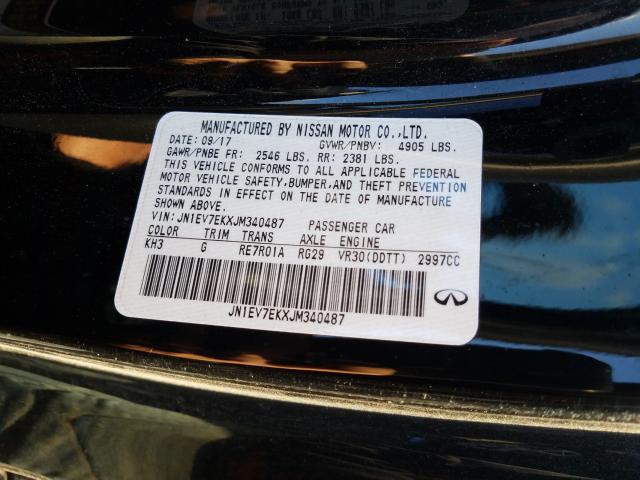 MANUFACTURED BY NISSAN MOTOR CO.,LTD.
DATE: 09/17 GVWR/PNBV: 4905 LBS.
GAWR/PNBE FR: 2546 LBS. RR: 2381 LBS.
THIS VEHICLE CONFORMS TO ALL APPLICABLE FEDERAL
MOTOR VEHICLE SAFETY,BUMPER,AND THEFT PREVENTION
STANDARDS IN EFFECT ON THE DATE OF MANUFACTURE
SHOWN ABOVE.
VIN: JN1EV7EKXJM340487 PASSENGER CAR
COLOR TRIM TRANS AXLE ENGINE
KH3 G RE7R01A RG29 VR30(DDTT) 2997CC
JN1EV7EKXJM340487